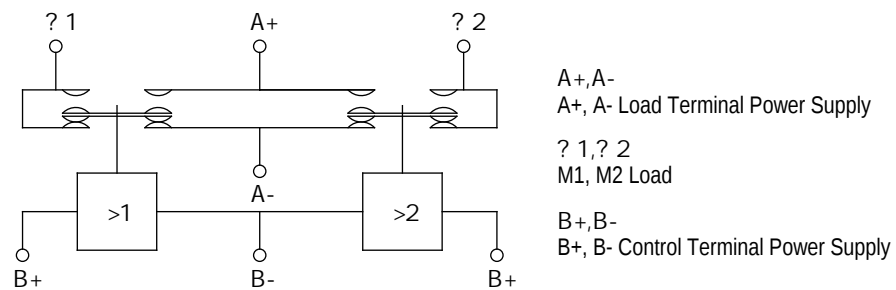 ? 1
A+
? 2
A+,A-
A+, A- Load Terminal Power Supply
? 1,? 2
M1, M2 Load
A-
>1
>2
B+,B-
B+, B- Control Terminal Power Supply
B+
B-
B+